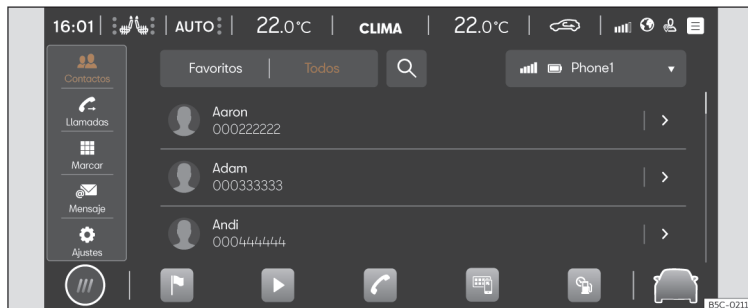 16:01 AUTO 22.0°C CLIMA 22.0°C
Contactos
Llamadas
Marcar
Mensaje
Ajustes
Favoritos Todos Phone1
Aaron
000222222
Adam
000333333
Andi
000444444
B5C-0211